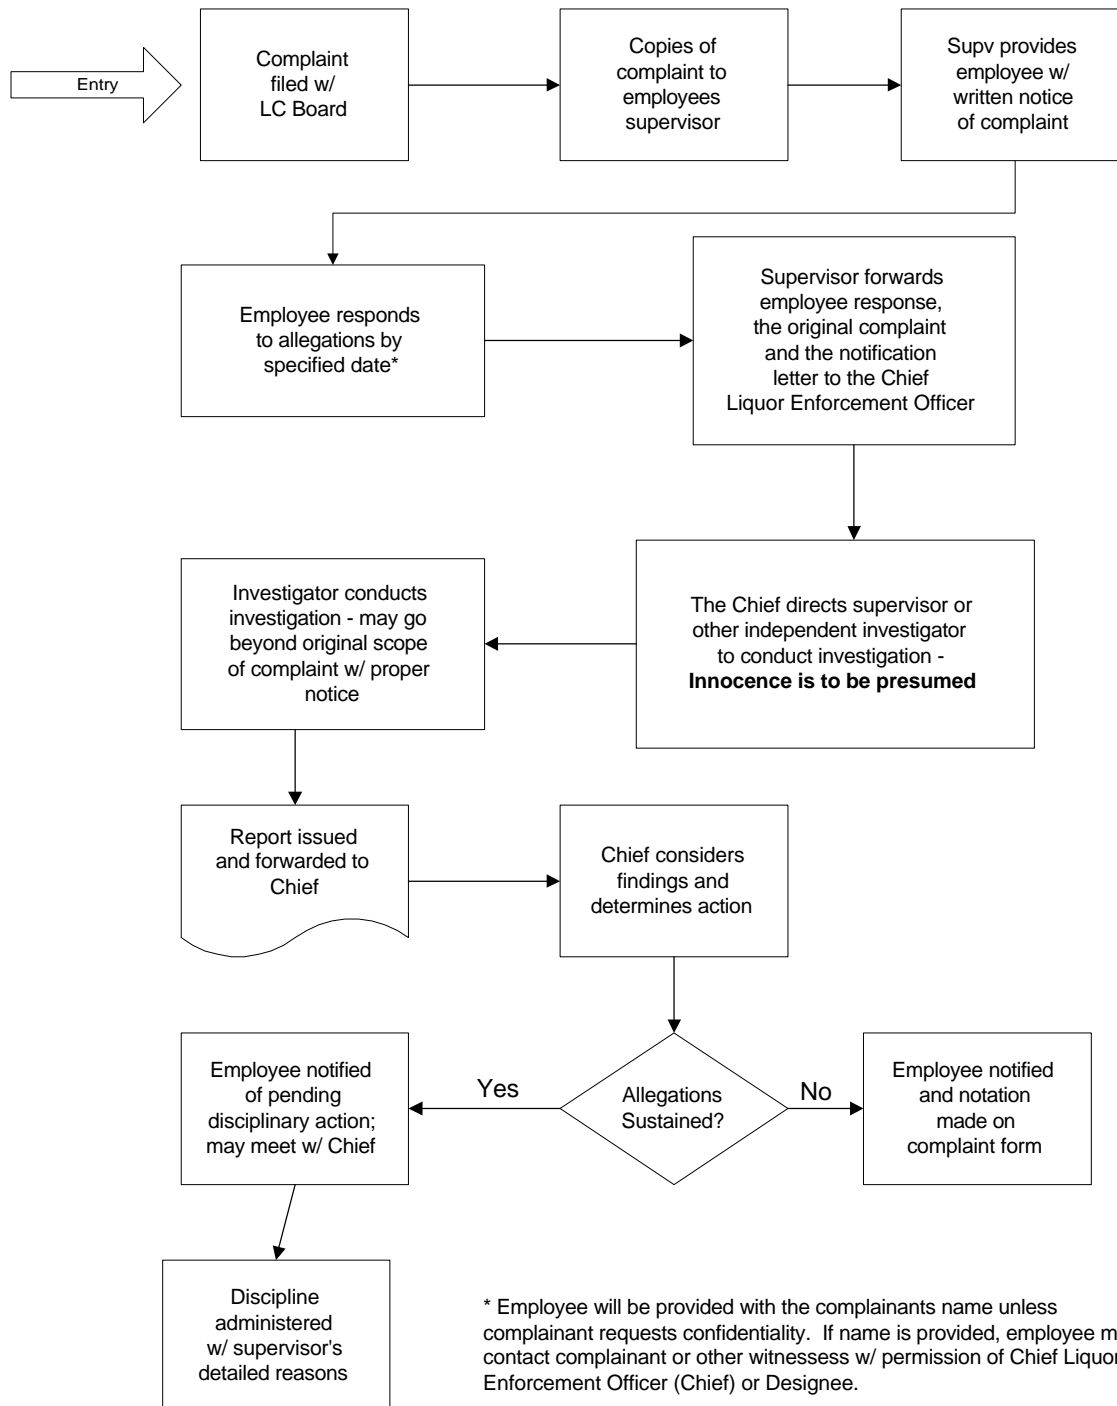 Entry
Complaint
filed w/
LC Board
Copies of
complaint to
employees
supervisor
Supv provides
employee w/
written notice
of complaint
Employee responds
to allegations by
specified date*
Supervisor forwards
employee response,
the original complaint
and the notification
letter to the Chief
Liquor Enforcement Officer
The Chief directs supervisor or
other independent investigator
to conduct investigation -
Innocence is to be presumed
Investigator conducts
investigation - may go
beyond original scope
of complaint w/ proper
notice
Report issued
and forwarded to
Chief
Chief considers
findings and
determines action
Allegations
Sustained?
Yes
No
Employee notified
of pending
disciplinary action;
may meet w/ Chief
Employee notified
and notation
made on
complaint form
Discipline
administered
w/ supervisor's
detailed reasons
* Employee will be provided with the complainants name unless
complainant requests confidentiality. If name is provided, employee
contact complainant or other witnessess w/ permission of Chief Liquor
Enforcement Officer (Chief) or Designee.